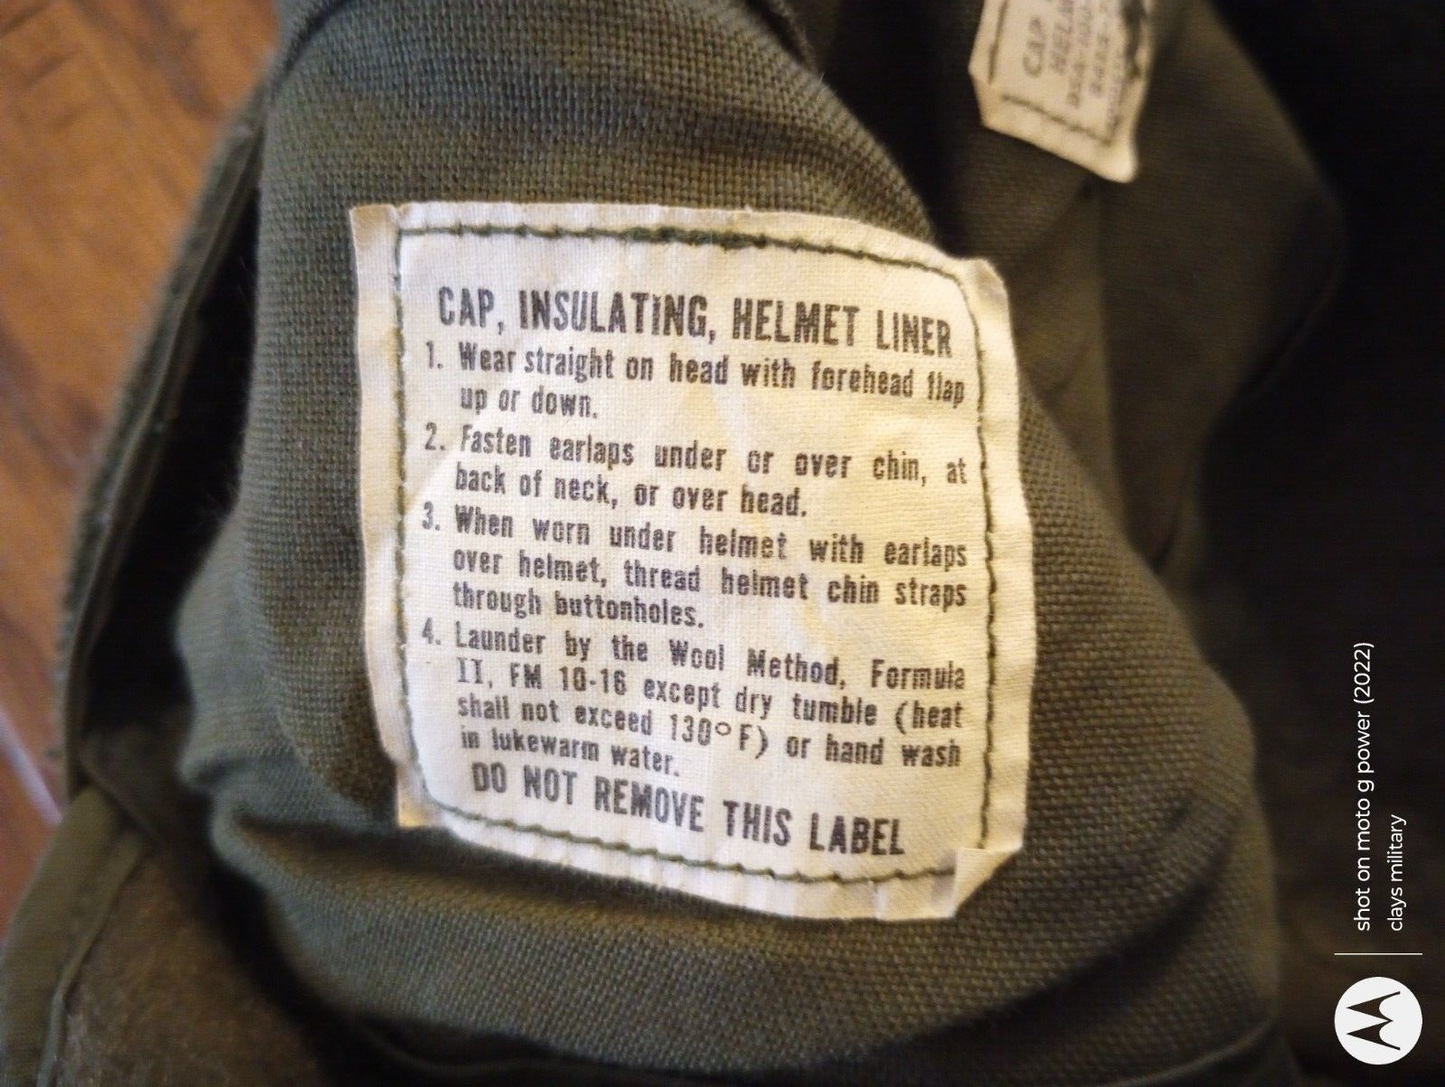 CAP, INSULATING, HELMET LINER
1. Wear straight on head with forehead flap
up or down.
2. Fasten earlaps under or over chin, at
back of neck, or over head.
3. When worn under helmet with earlaps
over helmet, thread helmet chin straps
through buttonholes.
4. Launder by the Wool Method, Formula
II, FM 10-16 except dry tumble (heat
shall not exceed 130°F) or hand wash
in lukewarm water.
DO NOT REMOVE THIS LABEL
CAP
shot on moto g power (2022)
clays military